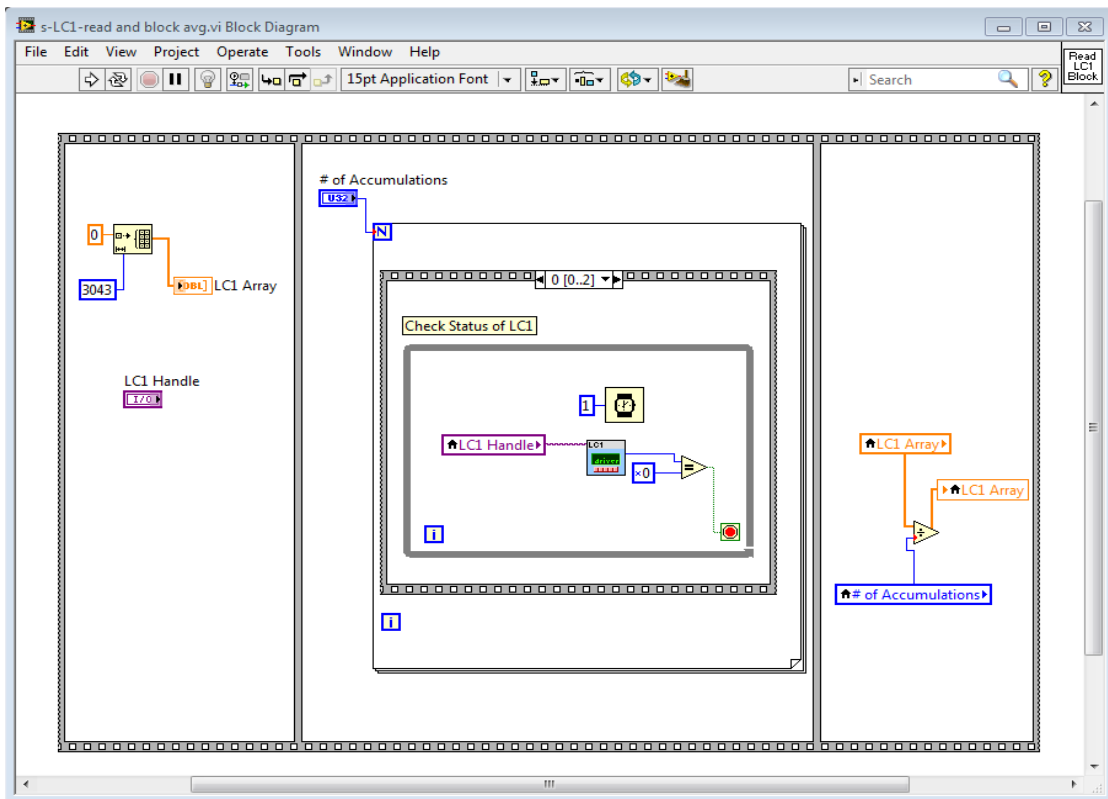 s-LC1-read and block avg.vi Block Diagram
File Edit View Project Operate Tools Window Help
15pt Application Font
Search
?
Read
LC1
Block
# of Accumulations
U32
N
0
3043
DBL]
LC1 Array
LC1 Handle
I/O
0 [0..2]
Check Status of LC1
1
LC1 Handle
LC1
driver
×0
=
i
i
LC1 Array
LC1 Array
÷
# of Accumulations